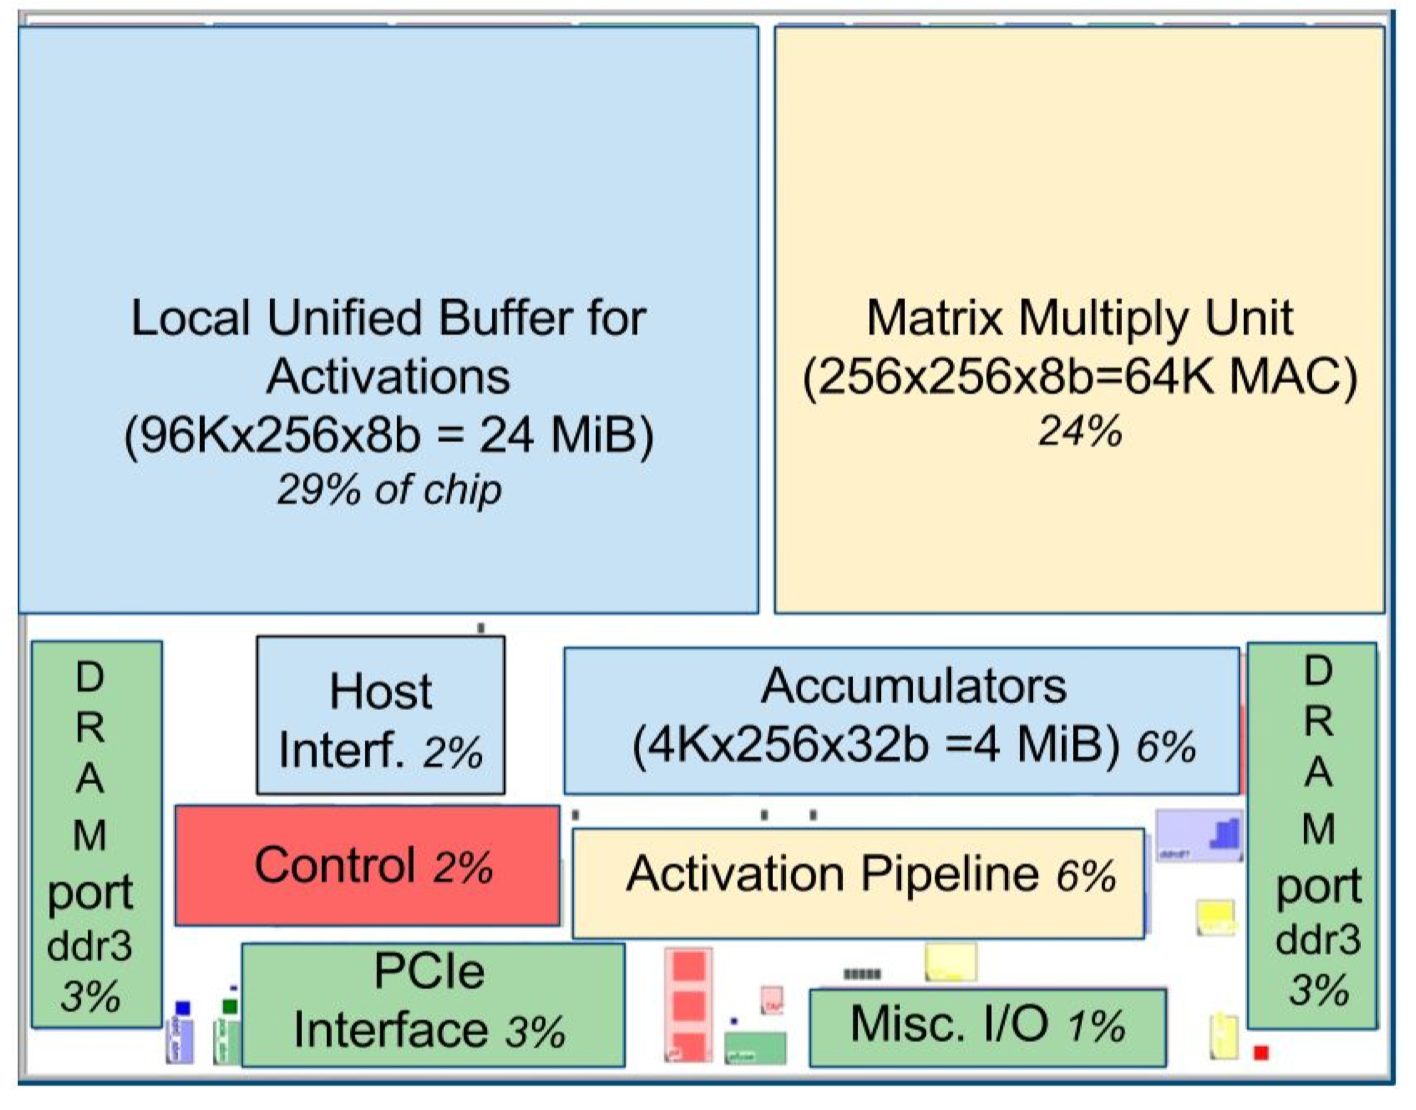 Local Unified Buffer for
Activations
(96Kx256x8b = 24 MiB)
29% of chip
Matrix Multiply Unit
(256x256x8b=64K MAC)
24%
D
R
A
M
port
ddr3
3%
Host
Interf. 2%
Accumulators
(4Kx256x32b =4 MiB) 6%
Control 2%
Activation Pipeline 6%
PCIe
Interface 3%
Misc. I/O 1%
D
R
A
M
port
ddr3
3%